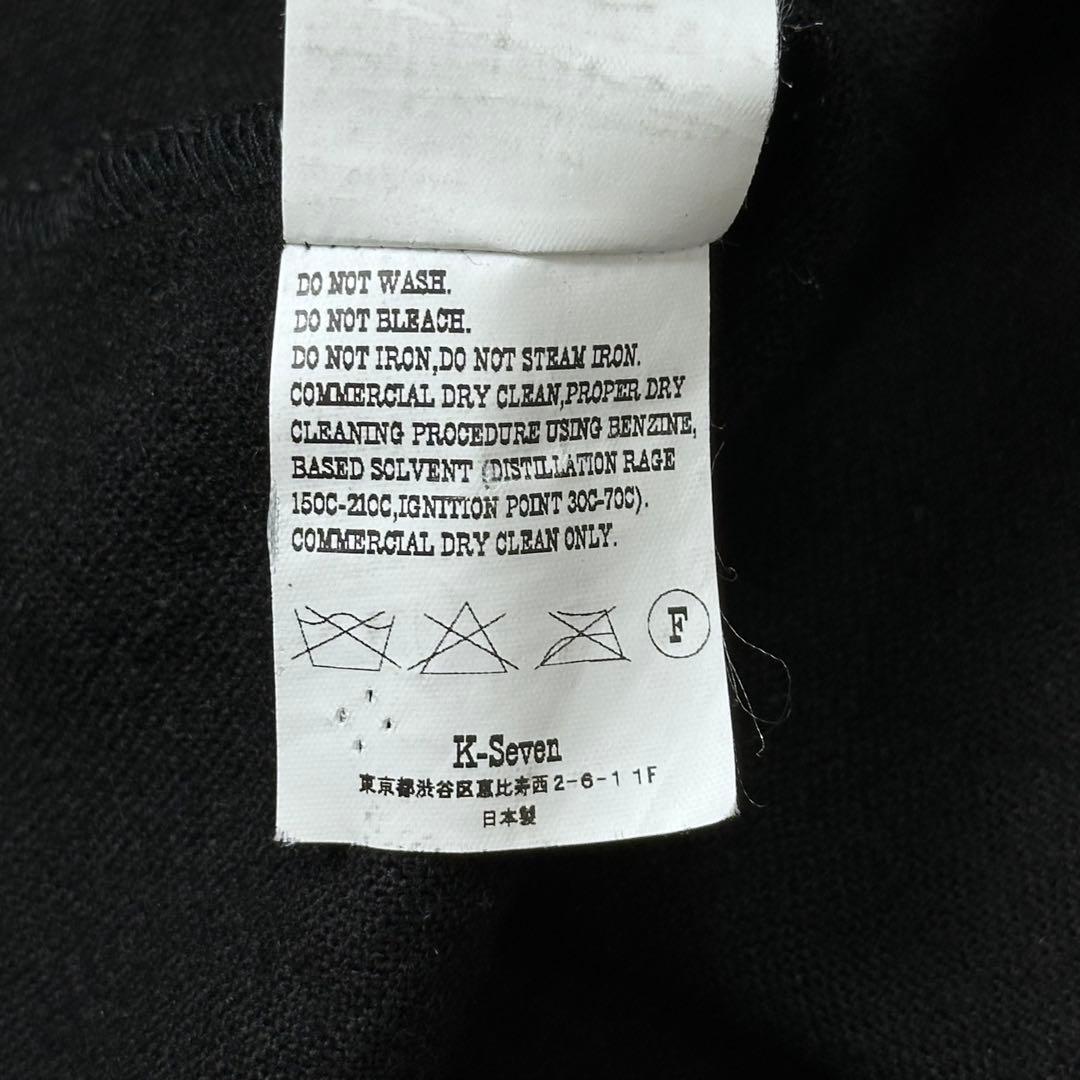 DO NOT WASH.
DO NOT BLEACH.
DO NOT IRON,DO NOT STEAM IRON.
COMMERCIAL DRY CLEAN,PROPER DRY
CLEANING PROCEDURE USING BENZINE,
BASED SOLVENT (DISTILLATION RAGE
150C-210C,IGNITION POINT 30C-70C).
COMMERCIAL DRY CLEAN ONLY.
F
K-Seven
東京都渋谷区恵比寿西2-6-1 1F
日本製